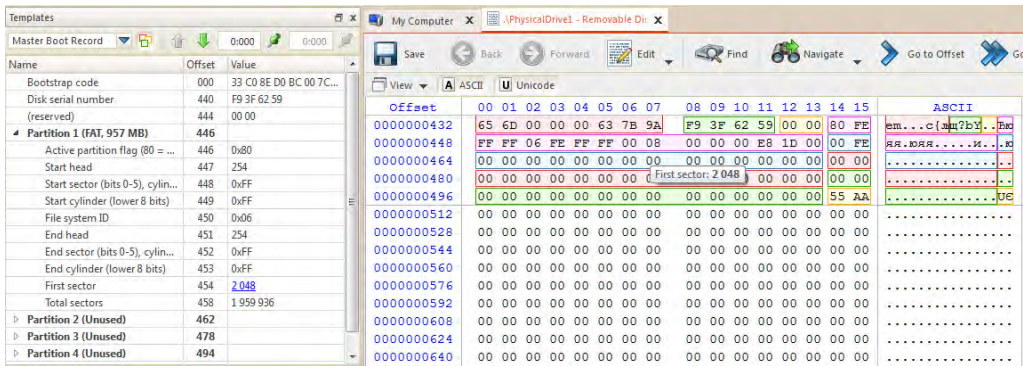 Templates
Master Boot Record 0:000 0:000
Name Offset Value
Bootstrap code 000 33 C0 8E D0 BC 00 7C...
Disk serial number 440 F9 3F 62 59
(reserved) 444 00 00
Partition 1 (FAT, 957 MB) 446
Active partition flag (80 = ... 446 0x80
Start head 447 254
Start sector (bits 0-5), cylin... 448 0xFF
Start cylinder (lower 8 bits) 449 0xFF
File system ID 450 0x06
End head 451 254
End sector (bits 0-5), cylin... 452 0xFF
End cylinder (lower 8 bits) 453 0xFF
First sector 454 2 048
Total sectors 458 1 959 936
Partition 2 (Unused) 462
Partition 3 (Unused) 478
Partition 4 (Unused) 494
My Computer X .\PhysicalDrive1 - Removable Di: X
Save Back Forward Edit Find Navigate Go to Offset
View A ASCII U Unicode
Offset 00 01 02 03 04 05 06 07 08 09 10 11 12 13 14 15 ASCII
0000000432 65 6D 00 00 00 63 7B 9A F9 3F 62 59 00 00 80 FE em...c{љщ?bY..Ђю
0000000448 FF FF 06 FE FF FF 00 08 00 00 00 E8 1D 00 00 FE яя.юяя.....и...ю
0000000464 00 00 00 00 00 00 00 00 00 00 00 00 00 00 00 00 ................
0000000480 00 00 00 00 00 00 00 First sector: 2 048 00 00 00 00 00 ................
0000000496 00 00 00 00 00 00 00 00 00 00 00 00 00 00 55 AA ..............UЄ
0000000512 00 00 00 00 00 00 00 00 00 00 00 00 00 00 00 00 ................
0000000528 00 00 00 00 00 00 00 00 00 00 00 00 00 00 00 00 ................
0000000544 00 00 00 00 00 00 00 00 00 00 00 00 00 00 00 00 ................
0000000560 00 00 00 00 00 00 00 00 00 00 00 00 00 00 00 00 ................
0000000576 00 00 00 00 00 00 00 00 00 00 00 00 00 00 00 00 ................
0000000592 00 00 00 00 00 00 00 00 00 00 00 00 00 00 00 00 ................
0000000608 00 00 00 00 00 00 00 00 00 00 00 00 00 00 00 00 ................
0000000624 00 00 00 00 00 00 00 00 00 00 00 00 00 00 00 00 ................
0000000640 00 00 00 00 00 00 00 00 00 00 00 00 00 00 00 00 ................